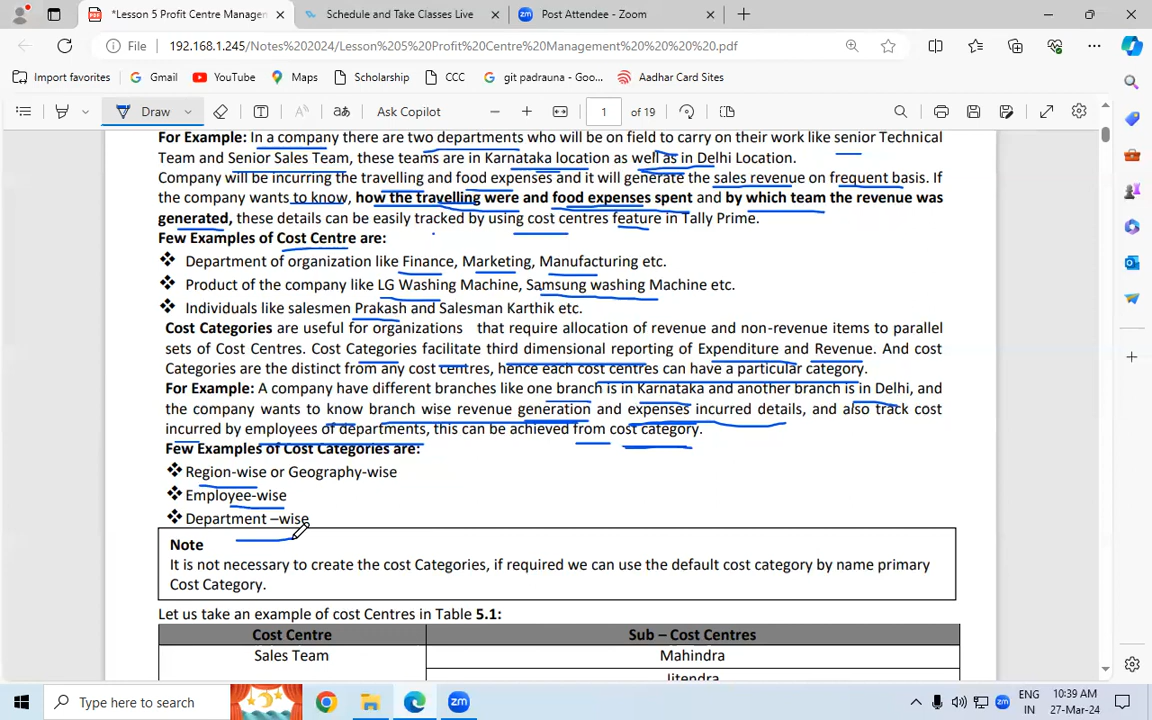 *Lesson 5 Profit Centre Managem
Schedule and Take Classes Live
Post Attendee - Zoom
File
192.168.1.245/Notes%202024/Lesson%205%20Profit%20Centre%20Management%20%20%20%20.pdf
Import favorites
Gmail
YouTube
Maps
Scholarship
CCC
git padrauna - Goo...
Aadhar Card Sites
Draw
Ask Copilot
1 of 19
For Example: In a company there are two departments who will be on field to carry on their work like senior Technical
Team and Senior Sales Team, these teams are in Karnataka location as well as in Delhi Location.
Company will be incurring the travelling and food expenses and it will generate the sales revenue on frequent basis. If
the company wants to know, how the travelling were and food expenses spent and by which team the revenue was
generated, these details can be easily tracked by using cost centres feature in Tally Prime.
Few Examples of Cost Centre are:
❖ Department of organization like Finance, Marketing, Manufacturing etc.
❖ Product of the company like LG Washing Machine, Samsung washing Machine etc.
❖ Individuals like salesmen Prakash and Salesman Karthik etc.
Cost Categories are useful for organizations that require allocation of revenue and non-revenue items to parallel
sets of Cost Centres. Cost Categories facilitate third dimensional reporting of Expenditure and Revenue. And cost
Categories are the distinct from any cost centres, hence each cost centres can have a particular category.
For Example: A company have different branches like one branch is in Karnataka and another branch is in Delhi, and
the company wants to know branch wise revenue generation and expenses incurred details, and also track cost
incurred by employees of departments, this can be achieved from cost category.
Few Examples of Cost Categories are:
❖ Region-wise or Geography-wise
❖ Employee-wise
❖ Department –wise
Note
It is not necessary to create the cost Categories, if required we can use the default cost category by name primary
Cost Category.
Let us take an example of cost Centres in Table 5.1:
Cost Centre
Sub – Cost Centres
Sales Team
Mahindra
Jitendra
Type here to search
ENG
IN
10:39 AM
27-Mar-24